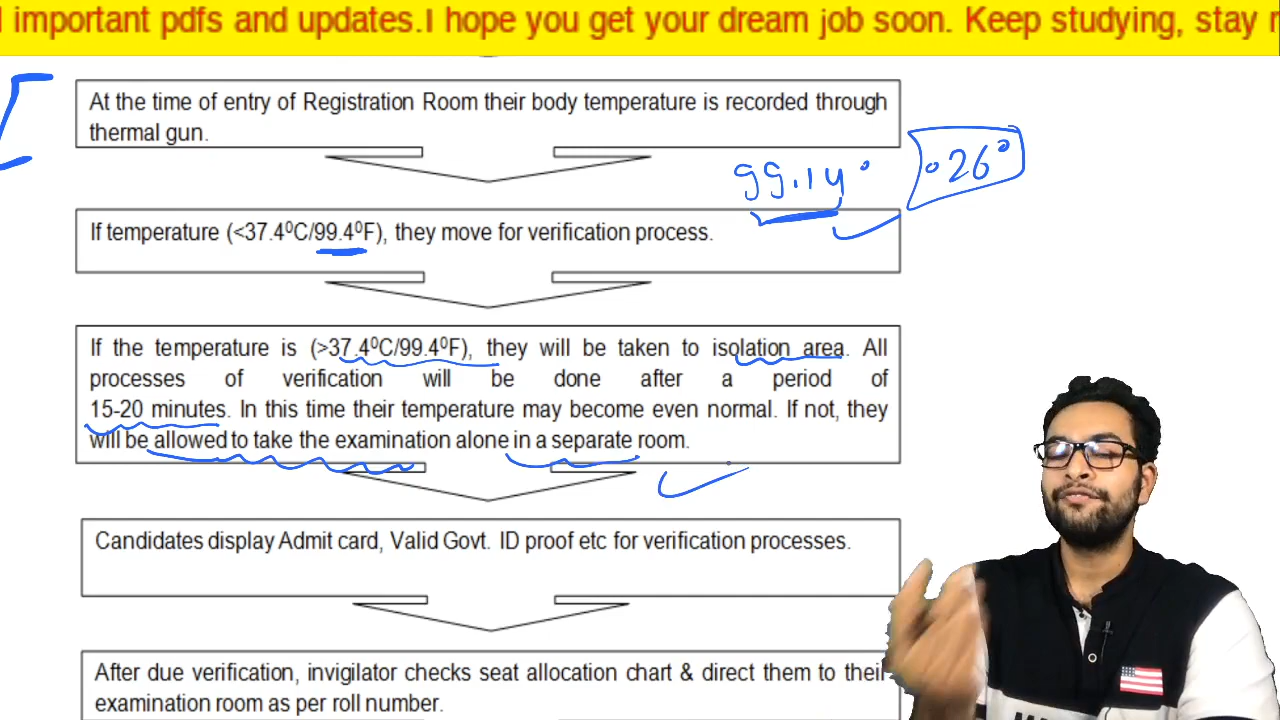 important pdfs and updates.I hope you get your dream job soon. Keep studying, stay
At the time of entry of Registration Room their body temperature is recorded through
thermal gun.
99.14°
.26°
If temperature (<37.4⁰C/99.4⁰F), they move for verification process.
If the temperature is (>37.4⁰C/99.4⁰F), they will be taken to isolation area. All
processes of verification will be done after a period of
15-20 minutes. In this time their temperature may become even normal. If not, they
will be allowed to take the examination alone in a separate room.
Candidates display Admit card, Valid Govt. ID proof etc for verification processes.
After due verification, invigilator checks seat allocation chart & direct them to their
examination room as per roll number.